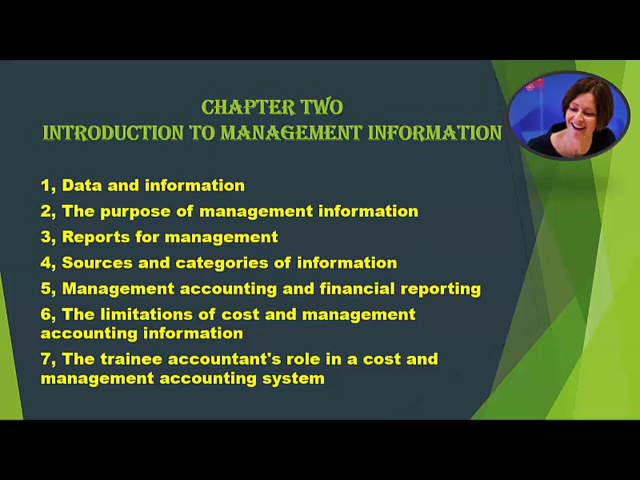 CHAPTER TWO
INTRODUCTION TO MANAGEMENT INFORMATION
1, Data and information
2, The purpose of management information
3, Reports for management
4, Sources and categories of information
5, Management accounting and financial reporting
6, The limitations of cost and management
accounting information
7, The trainee accountant's role in a cost and
management accounting system